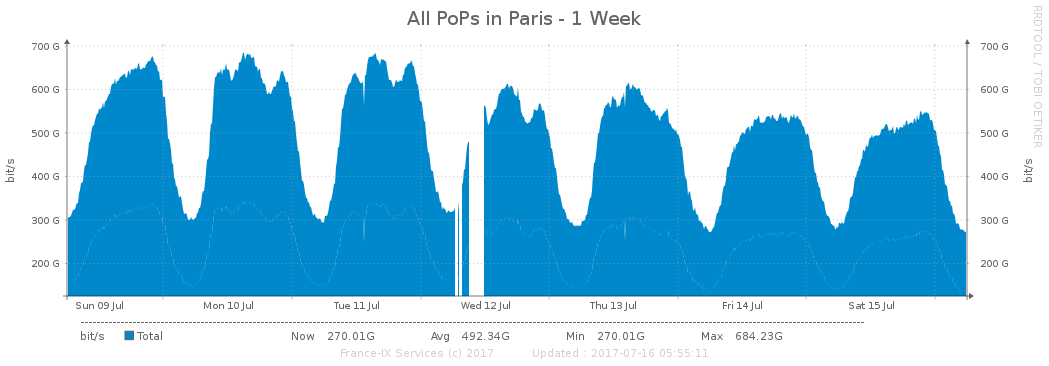 All PoPs in Paris - 1 Week
RRDTOOL / TOBI OETIKER
bit/s
700 G
600 G
500 G
400 G
300 G
200 G
700 G
600 G
500 G
400 G
300 G
200 G
bit/s
Sun 09 Jul Mon 10 Jul Tue 11 Jul Wed 12 Jul Thu 13 Jul Fri 14 Jul Sat 15 Jul
bit/s Total Now 270.01G Avg 492.34G Min 270.01G Max 684.23G
France-IX Services (c) 2017 Updated : 2017-07-16 05:55:11